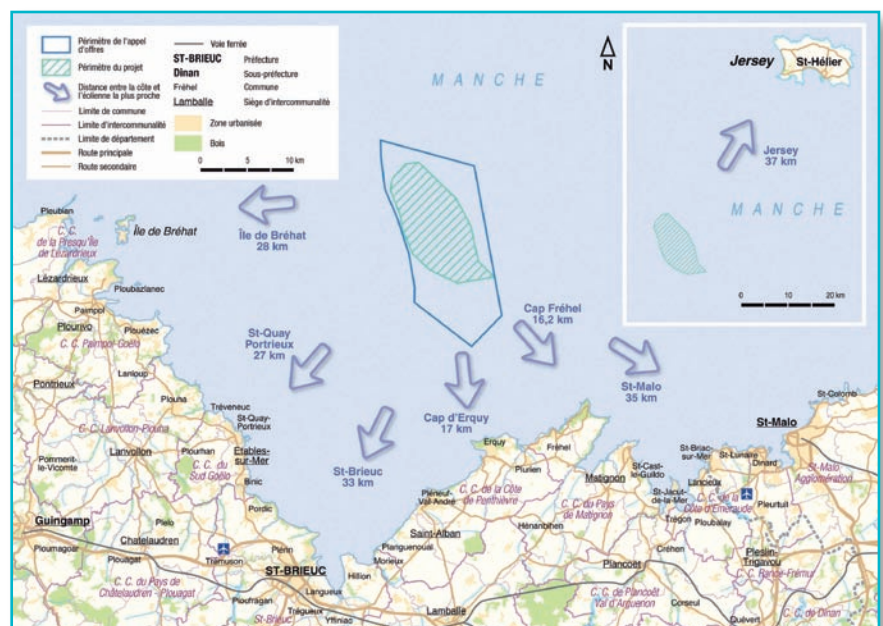 Périmètre de l'appel
d'offres
Périmètre du projet
Distance entre la côte et
l'éolienne la plus proche
Limite de commune
Limite d'intercommunalité
Limite de département
Route principale
Route secondaire
Voie ferrée
ST-BRIEUC Préfecture
Dinan Sous-préfecture
Fréhel Commune
Lamballe Siège d'intercommunalité
Zone urbanisée
Bois
0 5 10 km
N
MANCHE
Jersey
St-Hélier
Jersey
37 km
MANCHE
0 10 20 km
Île de Bréhat
28 km
St-Quay
Portrieux
27 km
St-Brieuc
33 km
Cap d'Erquy
17 km
Cap Fréhel
16,2 km
St-Malo
35 km
Pleubian
Île de Bréhat
C. C.
de la Presqu'île
de Lézardrieux
Lézardrieux
Ploubazlanec
Paimpol
Plourivo
Plouézec
C. C. Paimpol-Goëlo
Lanloup
Pontrieux
Plouha
Tréveneuc
St-Quay-
Portrieux
C. C. Lanvollon-Plouha
Pomment-
le-Vicomte
Lanvollon
Plourhan
Étables-
sur-Mer
C. C. du
Sud Goëlo
Binic
Pordic
Guingamp
Plelo
Ploumagoar
Chatelaudren
Plouagat
Trémuson
Plérin
ST-BRIEUC
C. C. du Pays de
Châtelaudren - Plouagat
Ploufragan
Langueux
Trégueux
St-Brieuc
Yffiniac
Hillion
Morieux
Planguenoual
Pléneuf-
Val-André
Saint-Alban
Lamballe
Erquy
Plurien
Fréhel
C. C. de la Côte
de Penthièvre
Hénanbihen
Matignon
C. C. du Pays
de Matignon
St-Cast-
le-Guildo
St-Jacut-
de-la-Mer
Trégon
Plancoët
Créhen
C. C. de Plancoët
Val d'Arguenon
Corseul
St-Briac-
sur-Mer
St-Lunaire
Lancieux
Dinard
C. C. de la
Côte d'Émeraude
Pleurtuit
Ploubalay
Pleslin-
Trigavou
C. C. Rance-Frémur
Quévert
C. C. de Dinan
St-Colomb
St-Malo
St-Malo
Agglomération